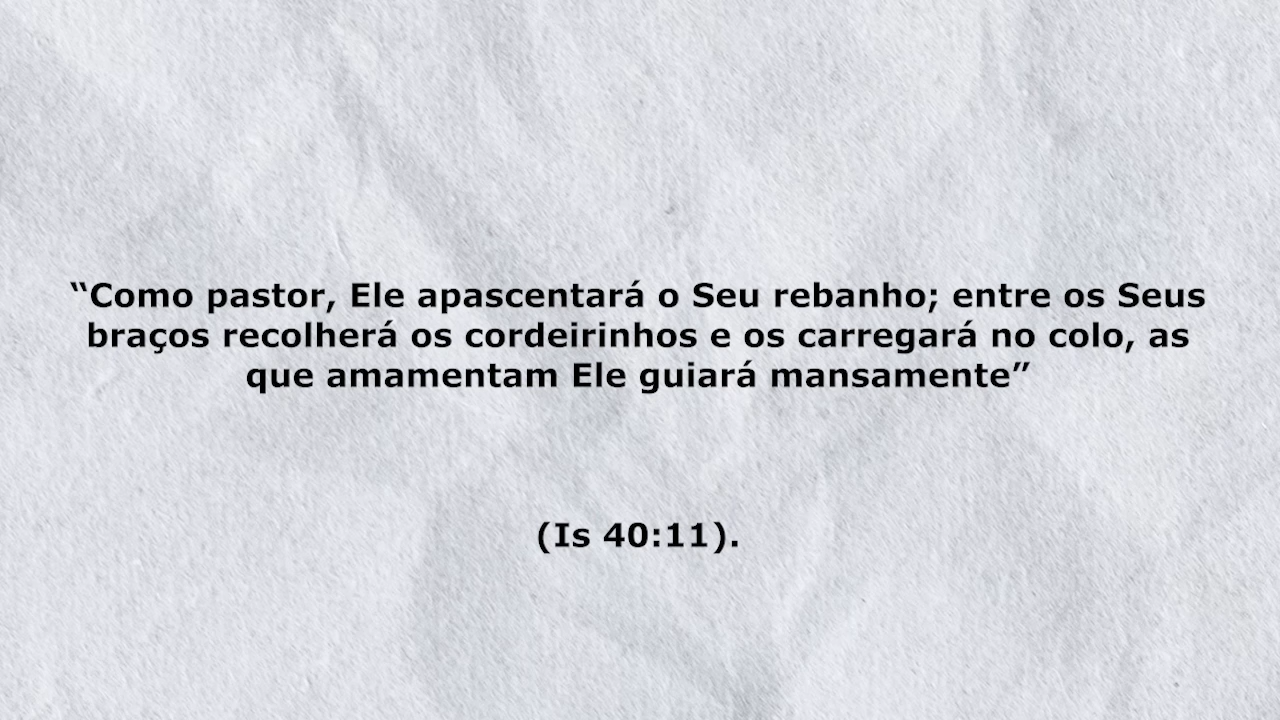 “Como pastor, Ele apascentará o Seu rebanho; entre os Seus
braços recolherá os cordeirinhos e os carregará no colo, as
que amamentam Ele guiará mansamente”
(Is 40:11).